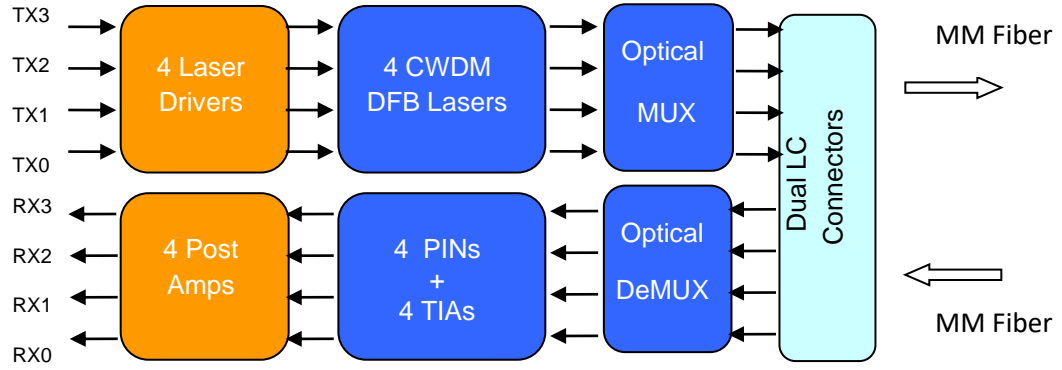 TX3
TX2
TX1
TX0
4 Laser
Drivers
4 CWDM
DFB Lasers
Optical
MUX
Dual LC
Connectors
MM Fiber
RX3
RX2
RX1
RX0
4 Post
Amps
4 PINs
+
4 TIAs
Optical
DeMUX
MM Fiber